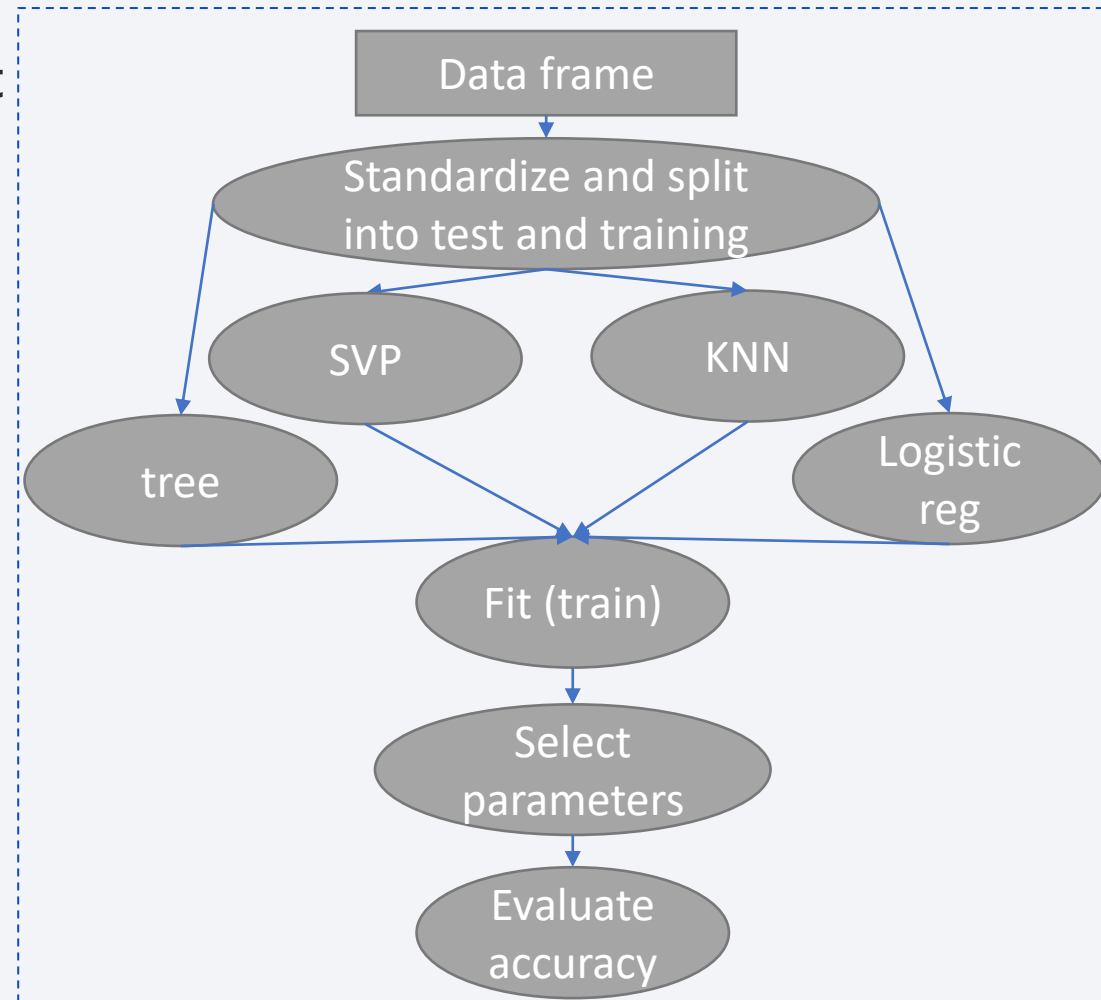 t
Data frame
Standardize and split
into test and training
SVP
KNN
tree
Logistic
reg
Fit (train)
Select
parameters
Evaluate
accuracy